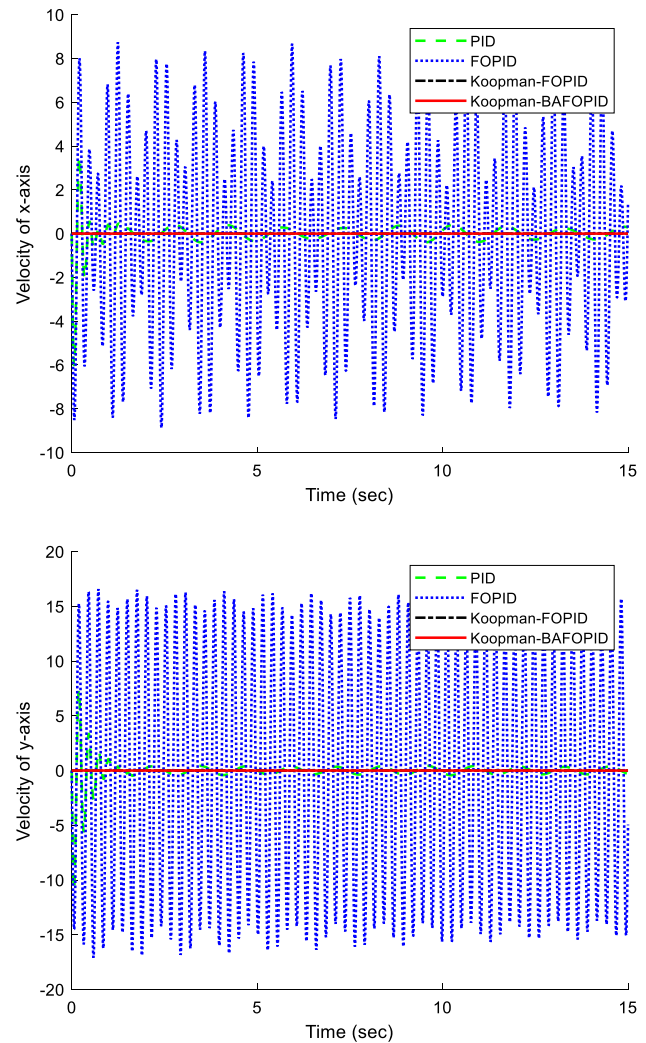 10
8
6
4
2
0
-2
-4
-6
-8
-10
Velocity of x-axis
PID
FOPID
Koopman-FOPID
Koopman-BAFOPID
0 5 10 15
Time (sec)
20
15
10
5
0
-5
-10
-15
-20
Velocity of y-axis
PID
FOPID
Koopman-FOPID
Koopman-BAFOPID
0 5 10 15
Time (sec)